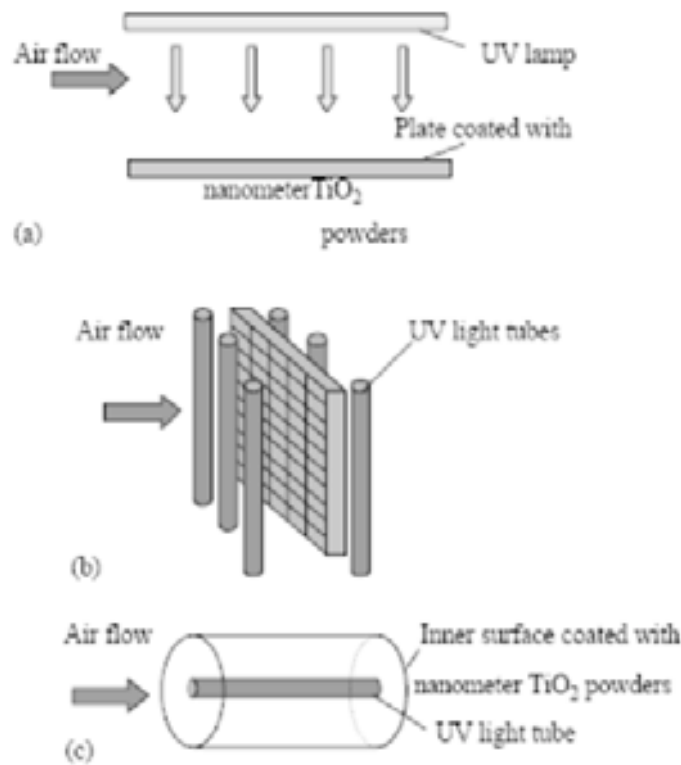 Air flow
UV lamp
Plate coated with
nanometerTiO₂
powders
(a)
Air flow
UV light tubes
(b)
Air flow
Inner surface coated with
nanometer TiO₂ powders
UV light tube
(c)